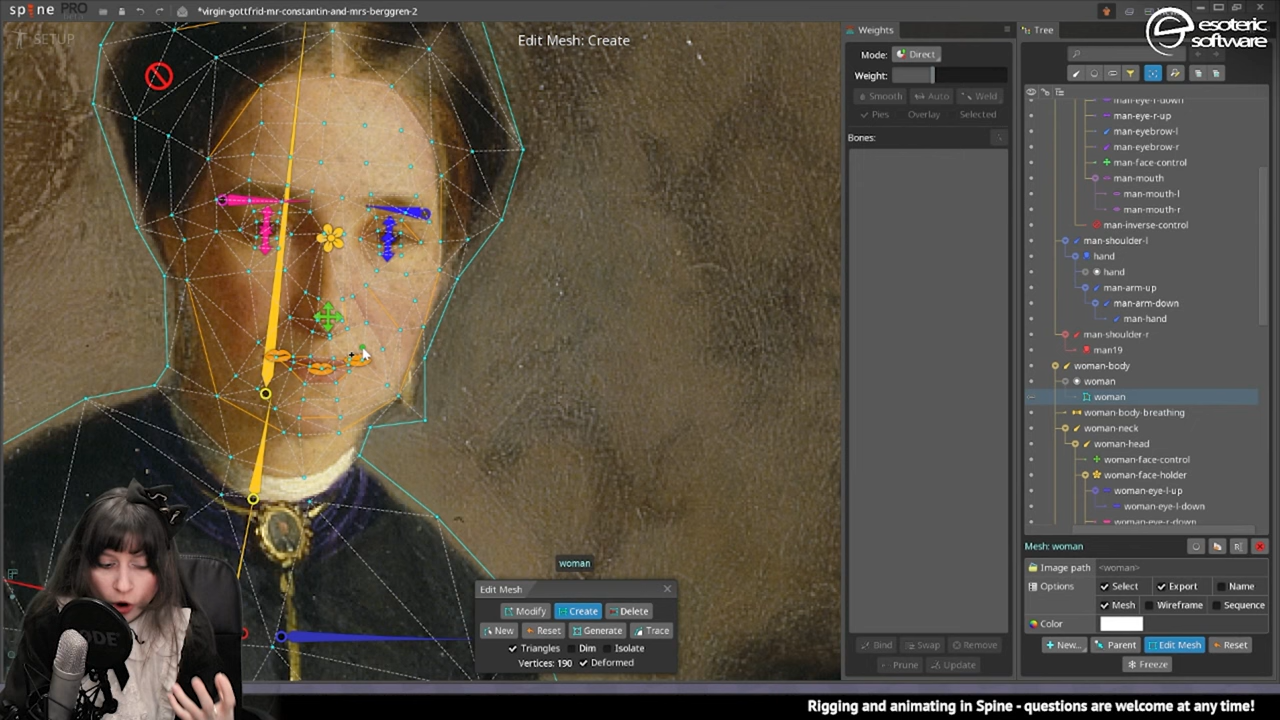 spine PRO
beta
*virgin-gottfrid-mr-constantin-and-mrs-berggren-2
SETUP
Edit Mesh: Create
esoteric
software
Weights
Mode: Direct
Weight:
Smooth Auto Weld
Pies Overlay Selected
Bones:
Bind Swap Remove
Prune Update
Tree
man-eye-r-down
man-eye-r-up
man-eyebrow-l
man-eyebrow-r
man-face-control
man-mouth
man-mouth-l
man-mouth-r
man-inverse-control
man-shoulder-l
hand
hand
man-arm-up
man-arm-down
man-hand
man-shoulder-r
man19
woman-body
woman
woman
woman-body-breathing
woman-neck
woman-head
woman-face-control
woman-face-holder
woman-eye-l-up
woman-eye-l-down
woman-eye-r-down
Mesh: woman
Image path <woman>
Options Select Export Name
Mesh Wireframe Sequence
Color
New... Parent Edit Mesh Reset
Freeze
woman
Edit Mesh
Modify Create Delete
New Reset Generate Trace
Triangles Dim Isolate
Vertices: 190 Deformed
Rigging and animating in Spine - questions are welcome at any time!